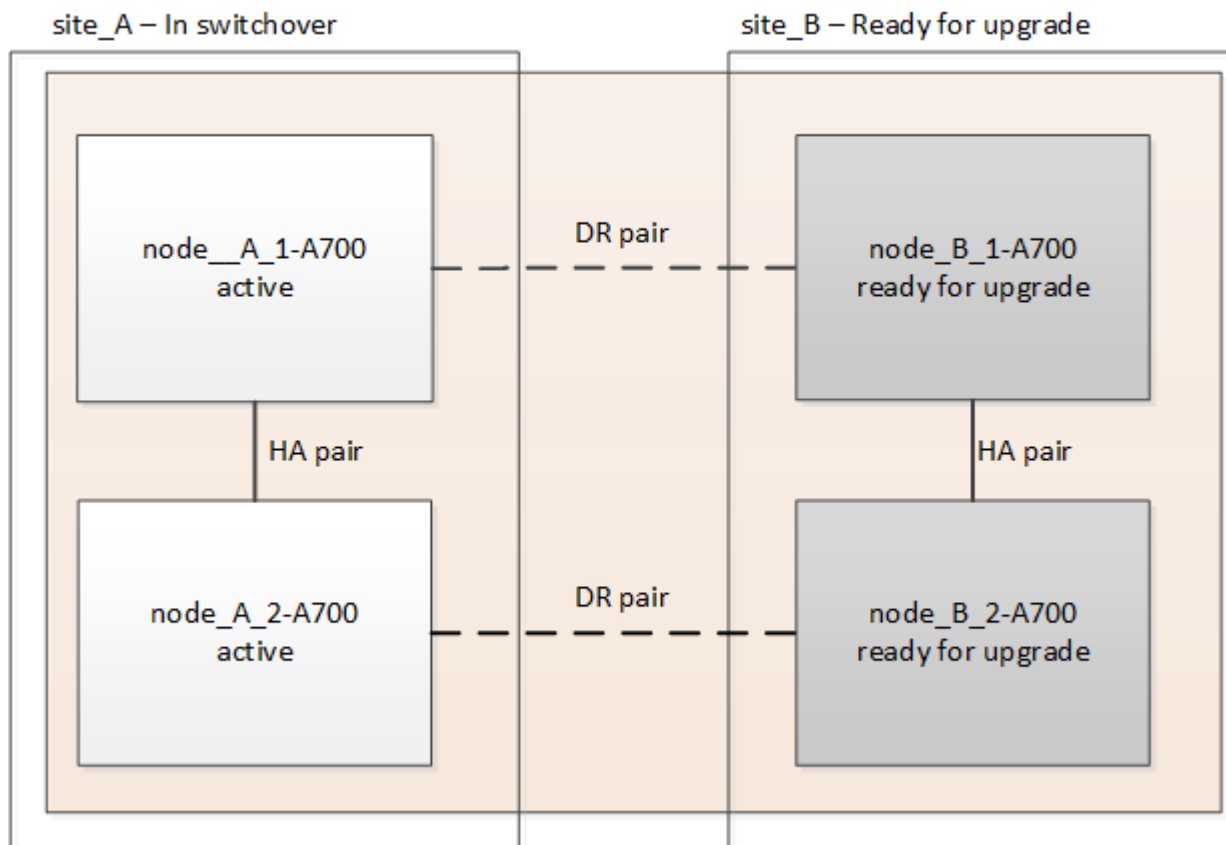 site_A – In switchover
site_B – Ready for upgrade
node__A_1-A700
active
DR pair
node_B_1-A700
ready for upgrade
HA pair
HA pair
node_A_2-A700
active
DR pair
node_B_2-A700
ready for upgrade